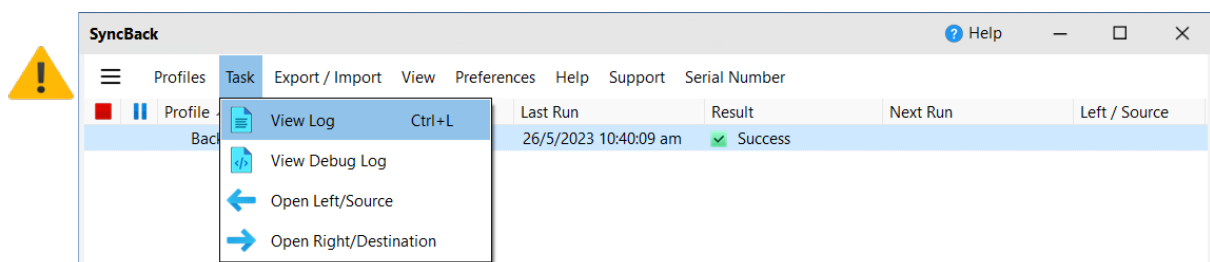 SyncBack Help
Profiles Task Export / Import View Preferences Help Support Serial Number
Profile Last Run Result Next Run Left / Source
26/5/2023 10:40:09 am Success
View Log Ctrl+L
View Debug Log
Open Left/Source
Open Right/Destination